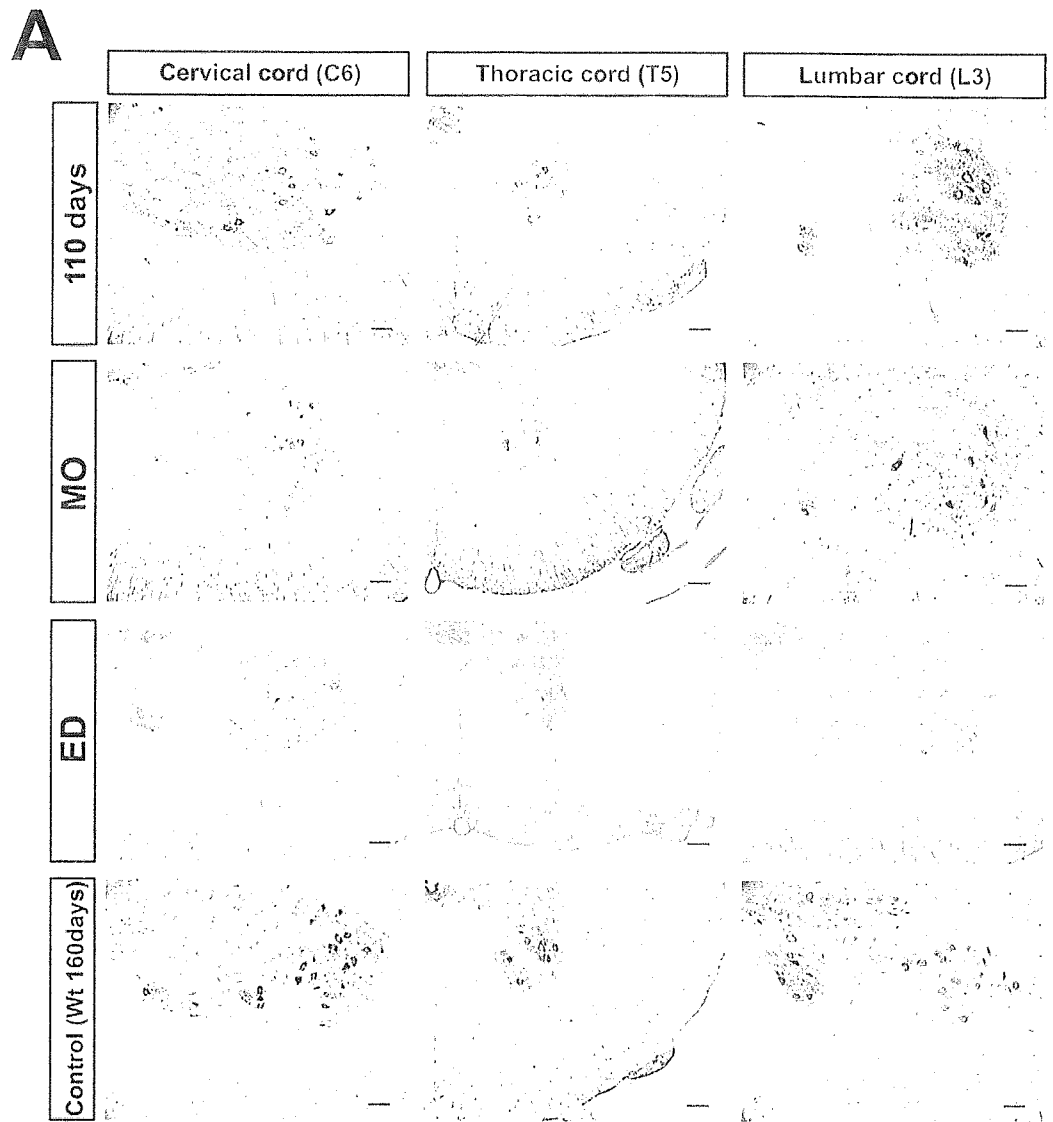 A
Cervical cord (C6)
Thoracic cord (T5)
Lumbar cord (L3)
110 days
MO
ED
Control (Wt 160days)